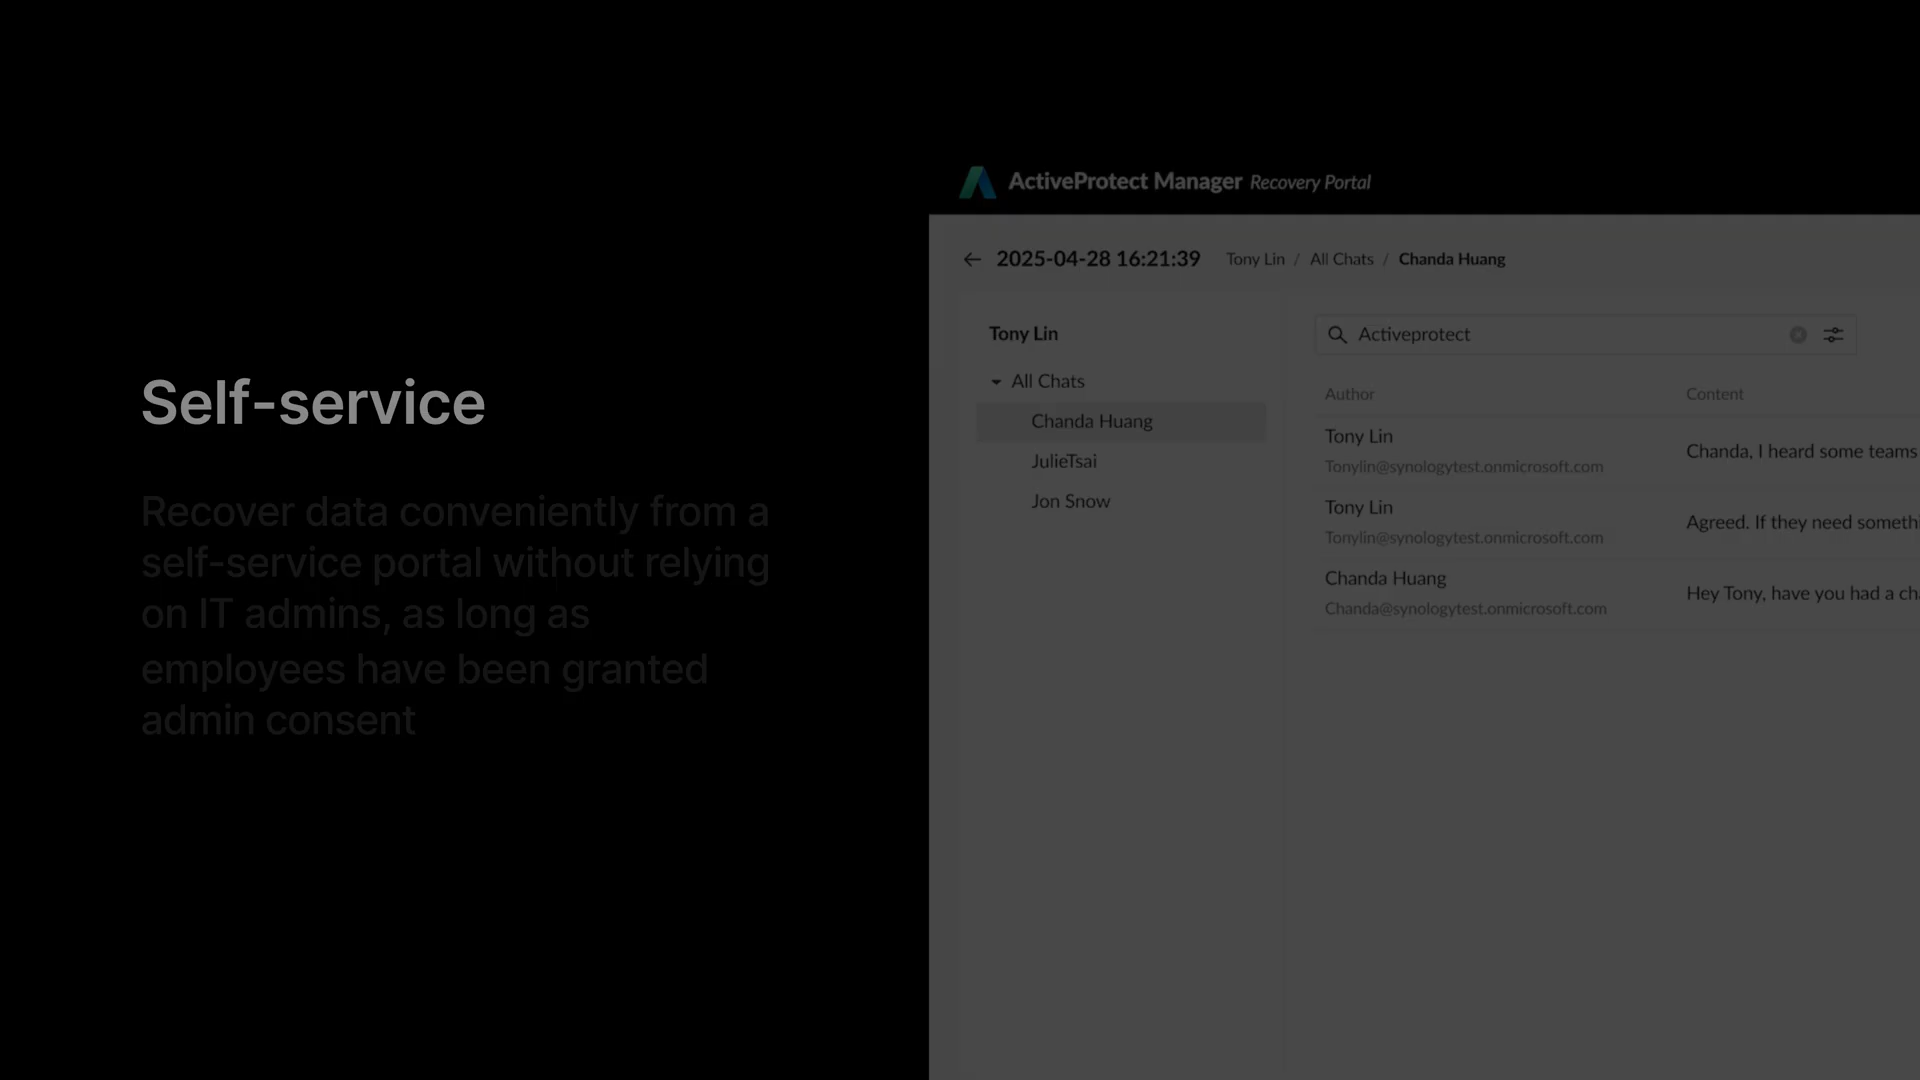 Self-service
Recover data conveniently from a
self-service portal without relying
on IT admins, as long as
employees have been granted
admin consent
ActiveProtect Manager Recovery Portal
2025-04-28 16:21:39 Tony Lin / All Chats / Chanda Huang
Tony Lin
All Chats
Chanda Huang
JulieTsai
Jon Snow
Activeprotect
Author Content
Tony Lin
Tonylin@synologytest.onmicrosoft.com
Chanda, I heard some teams
Tony Lin
Tonylin@synologytest.onmicrosoft.com
Agreed. If they need
Chanda Huang
Chanda@synologytest.onmicrosoft.com
Hey Tony, have you had a